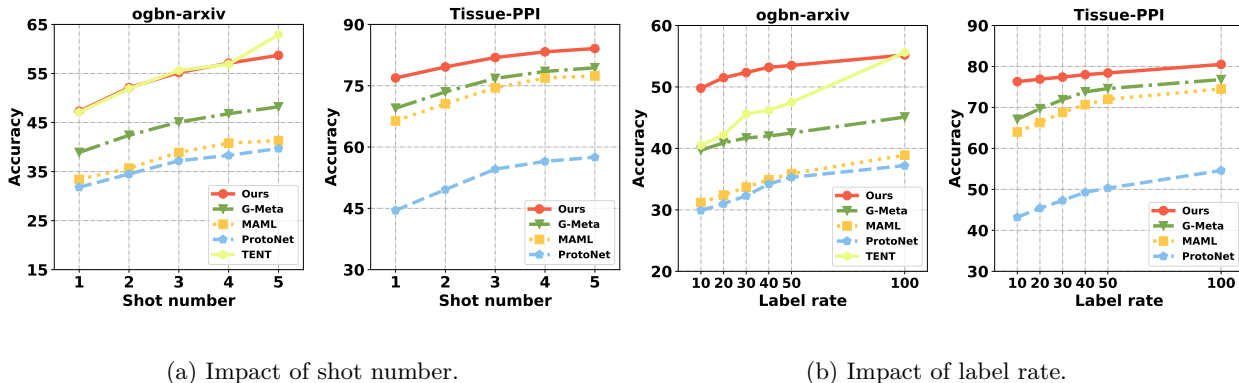 ogbn-arxiv
Accuracy
65
55
45
35
25
15
Ours
G-Meta
MAML
ProtoNet
TENT
1 2 3 4 5
Shot number
Tissue-PPI
Accuracy
90
75
60
45
30
Ours
G-Meta
MAML
ProtoNet
1 2 3 4 5
Shot number
(a) Impact of shot number.
ogbn-arxiv
Accuracy
60
50
40
30
20
Ours
G-Meta
MAML
ProtoNet
TENT
10 20 30 40 50 100
Label rate
Tissue-PPI
Accuracy
90
80
70
60
50
40
30
Ours
G-Meta
MAML
ProtoNet
10 20 30 40 50 100
Label rate
(b) Impact of label rate.